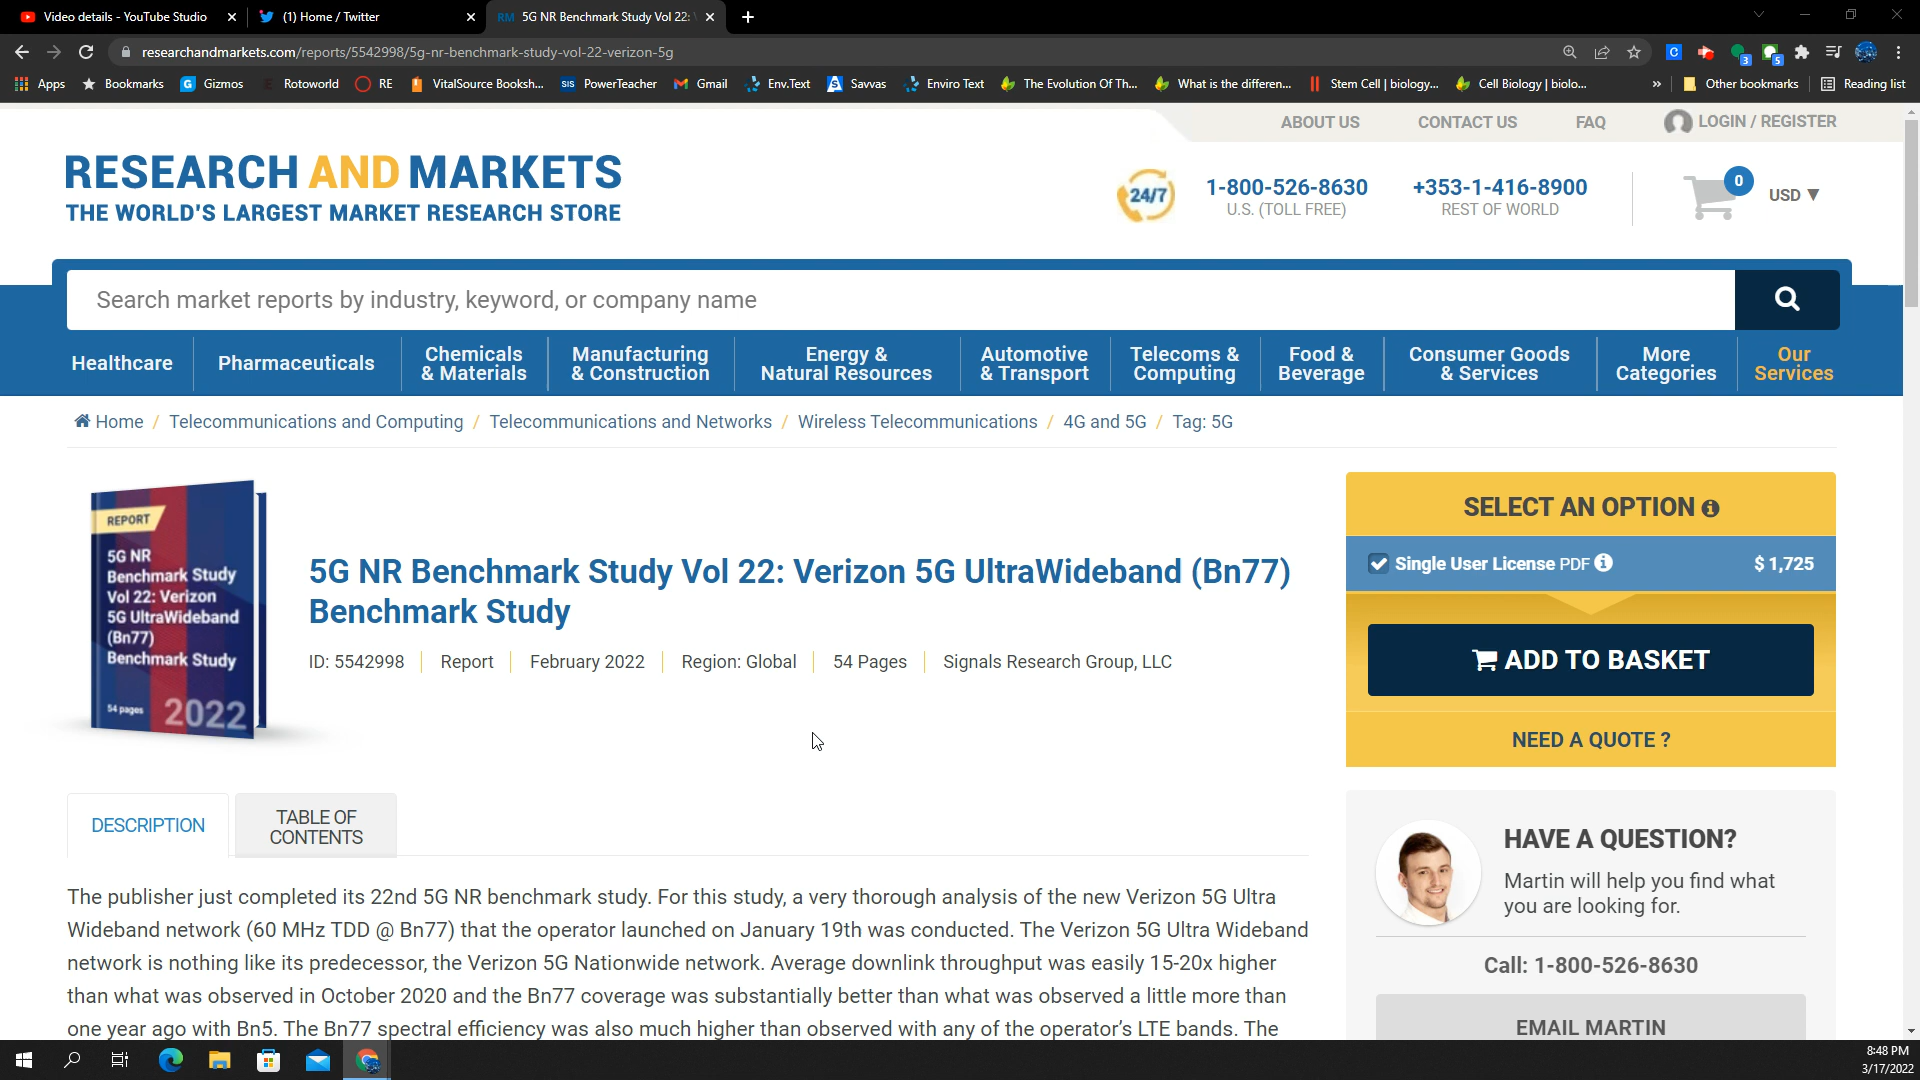 Video details - YouTube Studio
(1) Home / Twitter
RM 5G NR Benchmark Study Vol 22:
researchandmarkets.com/reports/5542998/5g-nr-benchmark-study-vol-22-verizon-5g
3
5
Apps
Bookmarks
G Gizmos
Rotoworld
RE
VitalSource Booksh...
SIS PowerTeacher
Gmail
Env.Text
S Savvas
Enviro Text
The Evolution Of Th...
What is the differen...
Stem Cell | biology...
Cell Biology | biolo...
»
Other bookmarks
Reading list
ABOUT US
CONTACT US
FAQ
LOGIN / REGISTER
RESEARCH AND MARKETS
THE WORLD'S LARGEST MARKET RESEARCH STORE
24/7
1-800-526-8630
U.S. (TOLL FREE)
+353-1-416-8900
REST OF WORLD
0
USD ▼
Search market reports by industry, keyword, or company name
Healthcare
Pharmaceuticals
Chemicals
& Materials
Manufacturing
& Construction
Energy &
Natural Resources
Automotive
& Transport
Telecoms &
Computing
Food &
Beverage
Consumer Goods
& Services
More
Categories
Our
Services
Home / Telecommunications and Computing / Telecommunications and Networks / Wireless Telecommunications / 4G and 5G / Tag: 5G
REPORT
5G NR
Benchmark Study
Vol 22: Verizon
5G UltraWideband
(Bn77)
Benchmark Study
54 pages
2022
5G NR Benchmark Study Vol 22: Verizon 5G UltraWideband (Bn77)
Benchmark Study
ID: 5542998
Report
February 2022
Region: Global
54 Pages
Signals Research Group, LLC
SELECT AN OPTION
Single User License PDF
$ 1,725
ADD TO BASKET
NEED A QUOTE ?
DESCRIPTION
TABLE OF
CONTENTS
The publisher just completed its 22nd 5G NR benchmark study. For this study, a very thorough analysis of the new Verizon 5G Ultra
Wideband network (60 MHz TDD @ Bn77) that the operator launched on January 19th was conducted. The Verizon 5G Ultra Wideband
network is nothing like its predecessor, the Verizon 5G Nationwide network. Average downlink throughput was easily 15-20x higher
than what was observed in October 2020 and the Bn77 coverage was substantially better than what was observed a little more than
one year ago with Bn5. The Bn77 spectral efficiency was also much higher than observed with any of the operator's LTE bands. The
HAVE A QUESTION?
Martin will help you find what
you are looking for.
Call: 1-800-526-8630
EMAIL MARTIN
8:48 PM
3/17/2022